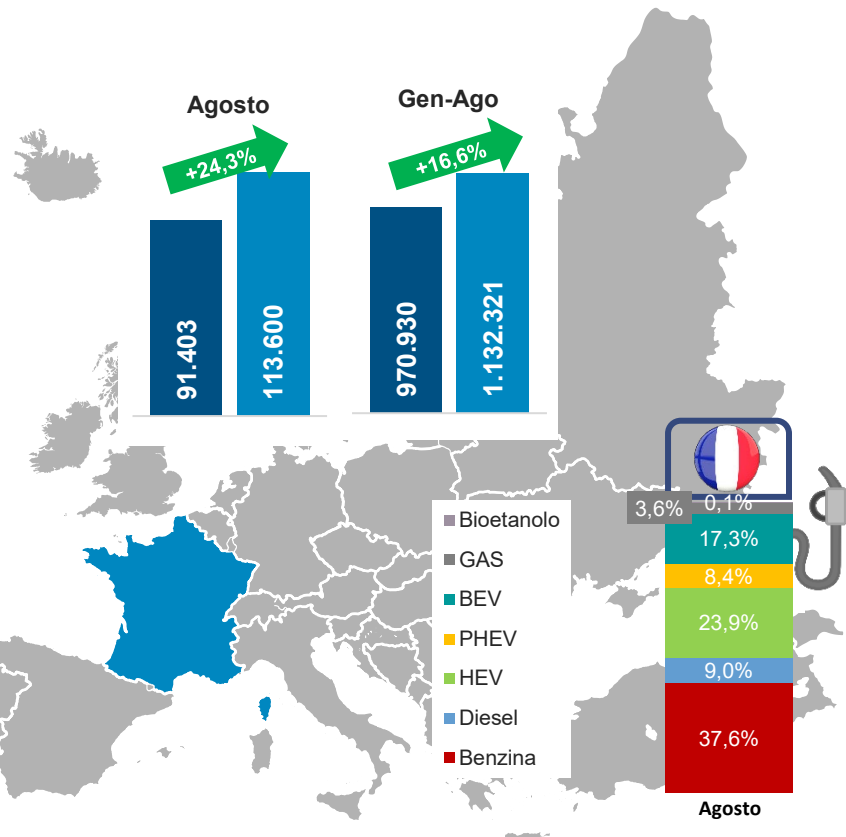 Agosto
+24,3%
91.403
113.600
Gen-Ago
+16,6%
970.930
1.132.321
Bioetanolo
GAS
BEV
PHEV
HEV
Diesel
Benzina
0,1%
3,6%
17,3%
8,4%
23,9%
9,0%
37,6%
Agosto